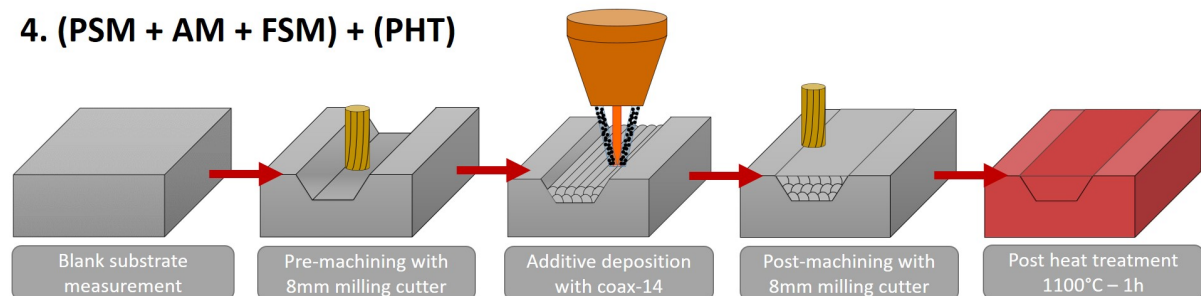 4. (PSM + AM + FSM) + (PHT)
Blank substrate
measurement
Pre-machining with
8mm milling cutter
Additive deposition
with coax-14
Post-machining with
8mm milling cutter
Post heat treatment
1100°C – 1h